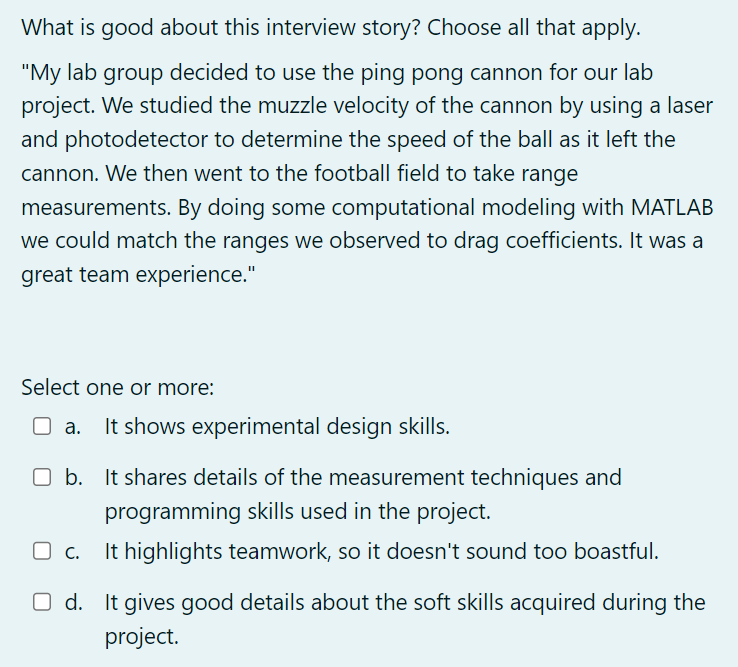 What is good about this interview story? Choose all that apply.
"My lab group decided to use the ping pong cannon for our lab
project. We studied the muzzle velocity of the cannon by using a laser
and photodetector to determine the speed of the ball as it left the
cannon. We then went to the football field to take range
measurements. By doing some computational modeling with MATLAB
we could match the ranges we observed to drag coefficients. It was a
great team experience."
Select one or more:
a. It shows experimental design skills.
b. It shares details of the measurement techniques and
programming skills used in the project.
c. It highlights teamwork, so it doesn't sound too boastful.
d. It gives good details about the soft skills acquired during the
project.